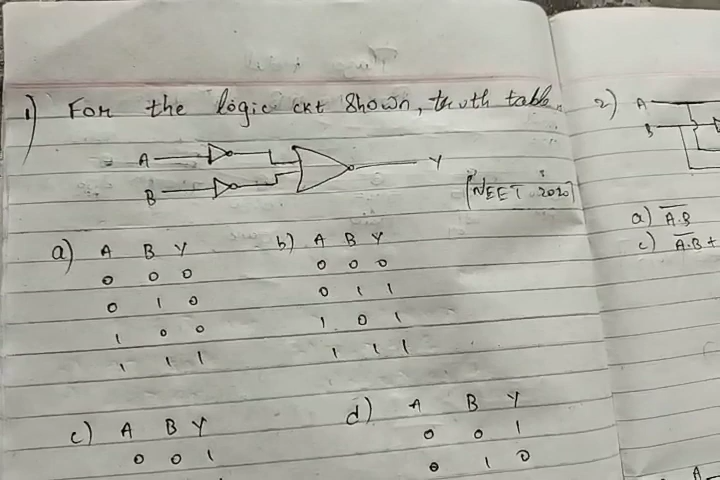 1) For the logic ckt shown, truth table.
A
B
Y
[NEET 2020]
a) A B Y
0 0 0
0 1 0
1 0 0
1 1 1
b) A B Y
0 0 0
0 1 1
1 0 1
1 1 1
c) A B Y
0 0 1
d) A B Y
0 0 1
0 1 0
2) A
B
a) A̅.̅B̅
c) A̅.̅B̅ +
A